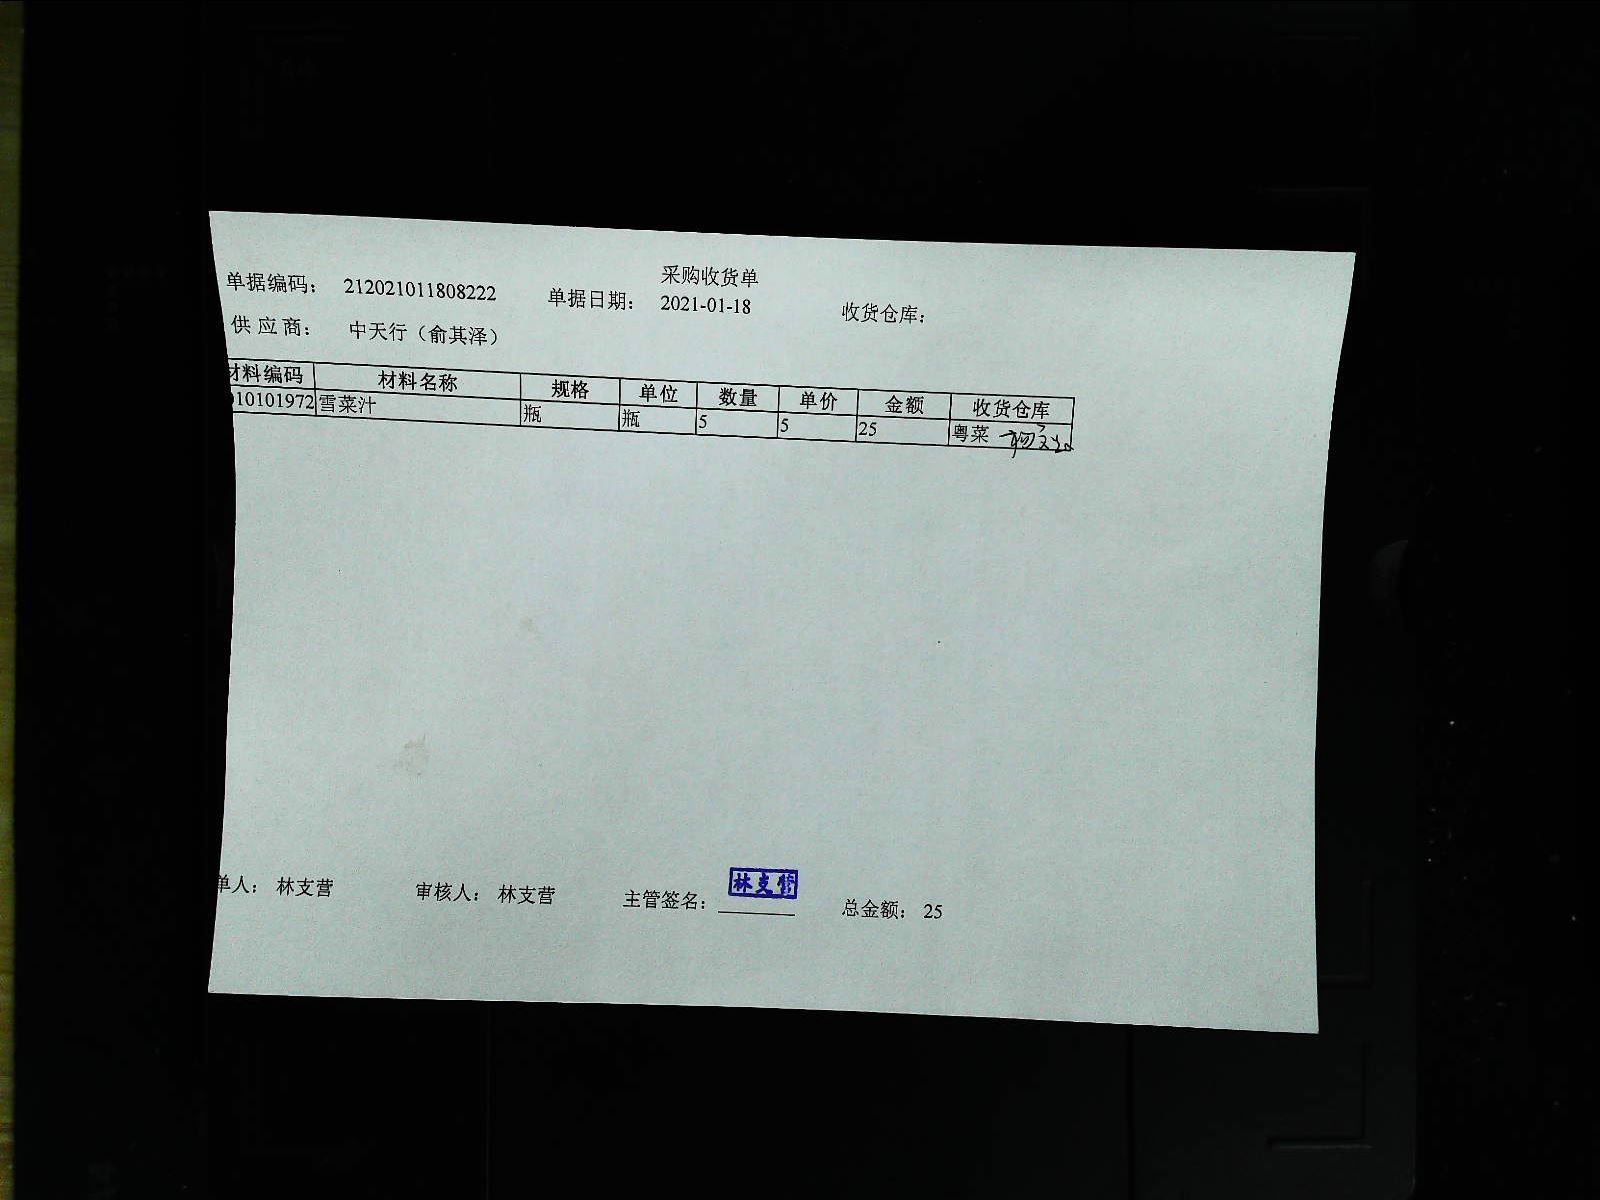 采购收货单
单据编码： 212021011808222 单据日期： 2021-01-18 收货仓库：
供应商： 中天行（俞其泽）
材料编码 材料名称 规格 单位 数量 单价 金额 收货仓库
010101972 雪菜汁 瓶 瓶 5 5 25 粤菜
单人： 林支营 审核人： 林支营 主管签名： 林支营 总金额： 25